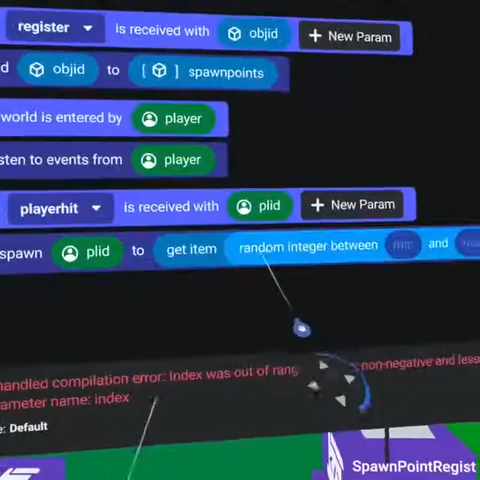 register is received with objid + New Param
objid to [ ] spawnpoints
world is entered by player
sten to events from player
playerhit is received with plid + New Param
spawn plid to get item random integer between min and
handled compilation error: Index was out of rang non-negative and less
ameter name: index
e: Default
SpawnPointRegist